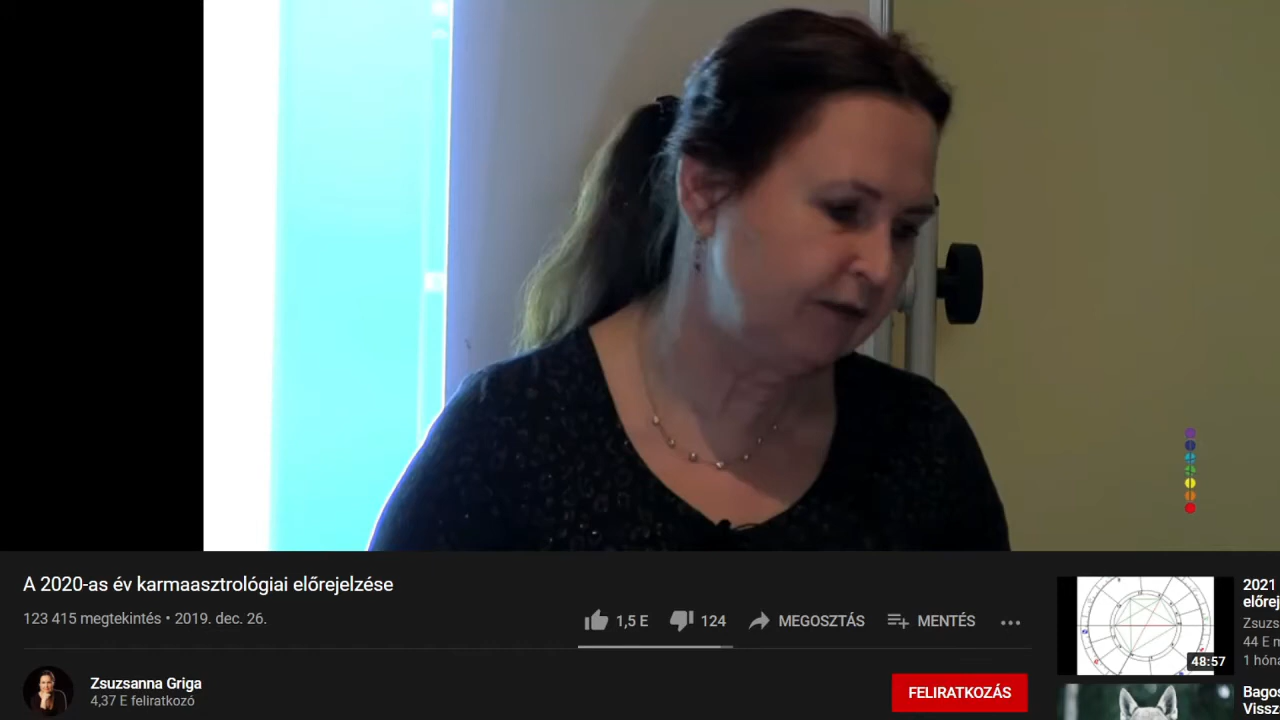 A 2020-as év karmaasztrológiai előrejelzése
123 415 megtekintés • 2019. dec. 26.
1,5 E
124
MEGOSZTÁS
MENTÉS
Zsuzsanna Griga
4,37 E feliratkozó
FELIRATKOZÁS
48:57
2021
előrej
Zsuzs
44 E m
1 hóna
Bagos
Vissz